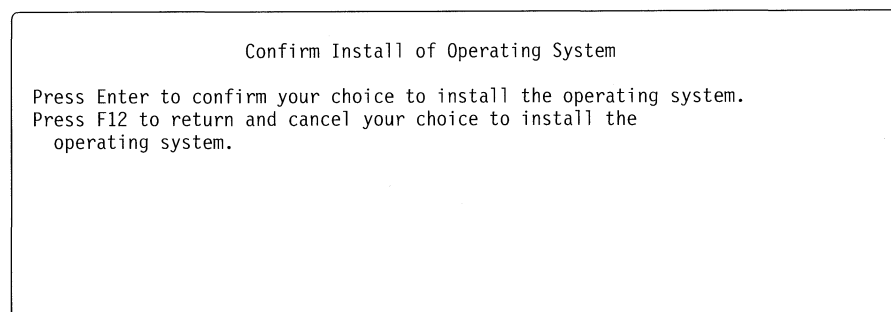 Confirm Install of Operating System
Press Enter to confirm your choice to install the operating system.
Press F12 to return and cancel your choice to install the
operating system.